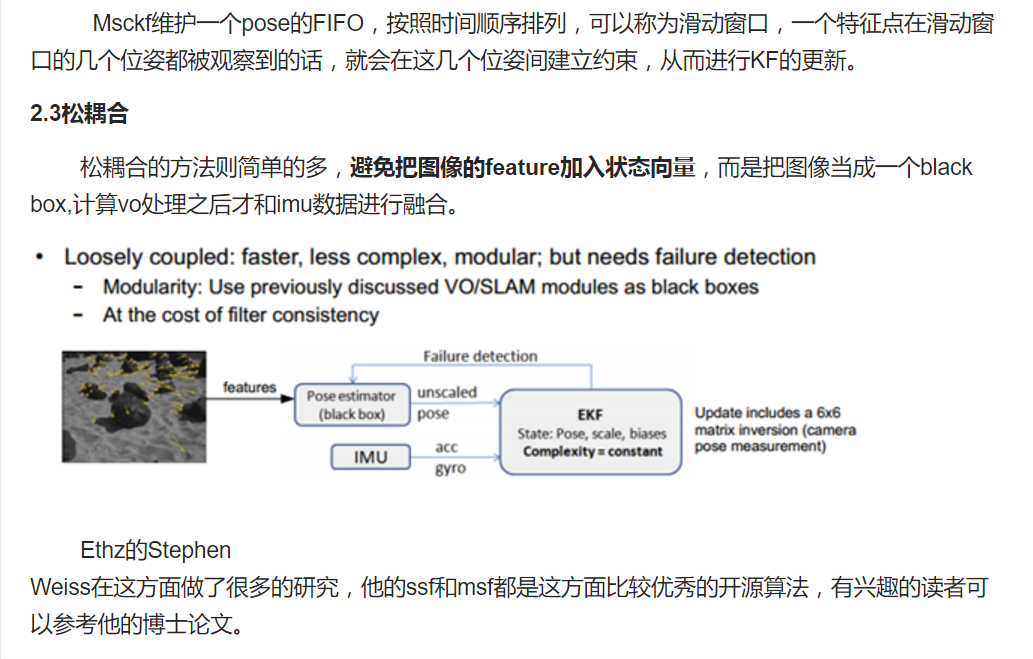 Msckf维护一个pose的FIFO，按照时间顺序排列，可以称为滑动窗口，一个特征点在滑动窗
口的几个位姿都被观察到的话，就会在这几个位姿间建立约束，从而进行KF的更新。
2.3松耦合
松耦合的方法则简单的多，避免把图像的feature加入状态向量，而是把图像当成一个black
box,计算vo处理之后才和imu数据进行融合。
• Loosely coupled: faster, less complex, modular; but needs failure detection
– Modularity: Use previously discussed VO/SLAM modules as black boxes
– At the cost of filter consistency
Failure detection
features
Pose estimator
(black box)
unscaled
pose
IMU
acc
gyro
EKF
State: Pose, scale, biases
Complexity = constant
Update includes a 6x6
matrix inversion (camera
pose measurement)
Ethz的Stephen
Weiss在这方面做了很多的研究，他的ssf和msf都是这方面比较优秀的开源算法，有兴趣的读者可
以参考他的博士论文。